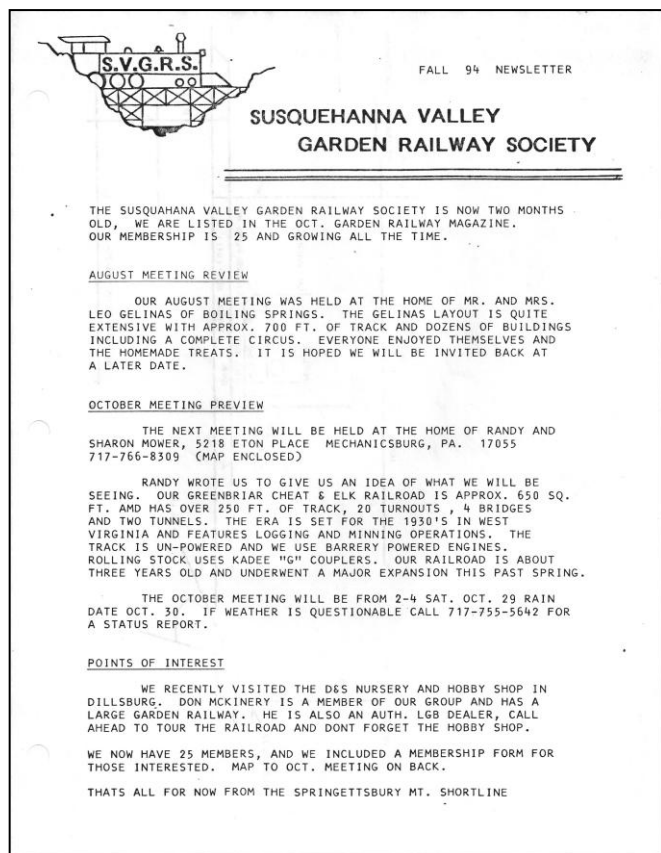 S.V.G.R.S.
FALL 94 NEWSLETTER
SUSQUEHANNA VALLEY
GARDEN RAILWAY SOCIETY
THE SUSQUAHANA VALLEY GARDEN RAILWAY SOCIETY IS NOW TWO MONTHS
OLD, WE ARE LISTED IN THE OCT. GARDEN RAILWAY MAGAZINE.
OUR MEMBERSHIP IS 25 AND GROWING ALL THE TIME.
AUGUST MEETING REVIEW
OUR AUGUST MEETING WAS HELD AT THE HOME OF MR. AND MRS.
LEO GELINAS OF BOILING SPRINGS. THE GELINAS LAYOUT IS QUITE
EXTENSIVE WITH APPROX. 700 FT. OF TRACK AND DOZENS OF BUILDINGS
INCLUDING A COMPLETE CIRCUS. EVERYONE ENJOYED THEMSELVES AND
THE HOMEMADE TREATS. IT IS HOPED WE WILL BE INVITED BACK AT
A LATER DATE.
OCTOBER MEETING PREVIEW
THE NEXT MEETING WILL BE HELD AT THE HOME OF RANDY AND
SHARON MOWER, 5218 ETON PLACE MECHANICSBURG, PA. 17055
717-766-8309 (MAP ENCLOSED)
RANDY WROTE US TO GIVE US AN IDEA OF WHAT WE WILL BE
SEEING. OUR GREENBRIAR CHEAT & ELK RAILROAD IS APPROX. 650 SQ.
FT. AMD HAS OVER 250 FT. OF TRACK, 20 TURNOUTS , 4 BRIDGES
AND TWO TUNNELS. THE ERA IS SET FOR THE 1930'S IN WEST
VIRGINIA AND FEATURES LOGGING AND MINNING OPERATIONS. THE
TRACK IS UN-POWERED AND WE USE BARRERY POWERED ENGINES.
ROLLING STOCK USES KADEE "G" COUPLERS. OUR RAILROAD IS ABOUT
THREE YEARS OLD AND UNDERWENT A MAJOR EXPANSION THIS PAST SPRING.
THE OCTOBER MEETING WILL BE FROM 2-4 SAT. OCT. 29 RAIN
DATE OCT. 30. IF WEATHER IS QUESTIONABLE CALL 717-755-5642 FOR
A STATUS REPORT.
POINTS OF INTEREST
WE RECENTLY VISITED THE D&S NURSERY AND HOBBY SHOP IN
DILLSBURG. DON MCKINERY IS A MEMBER OF OUR GROUP AND HAS A
LARGE GARDEN RAILWAY. HE IS ALSO AN AUTH. LGB DEALER, CALL
AHEAD TO TOUR THE RAILROAD AND DONT FORGET THE HOBBY SHOP.
WE NOW HAVE 25 MEMBERS, AND WE INCLUDED A MEMBERSHIP FORM FOR
THOSE INTERESTED. MAP TO OCT. MEETING ON BACK.
THATS ALL FOR NOW FROM THE SPRINGETTSBURY MT. SHORTLINE